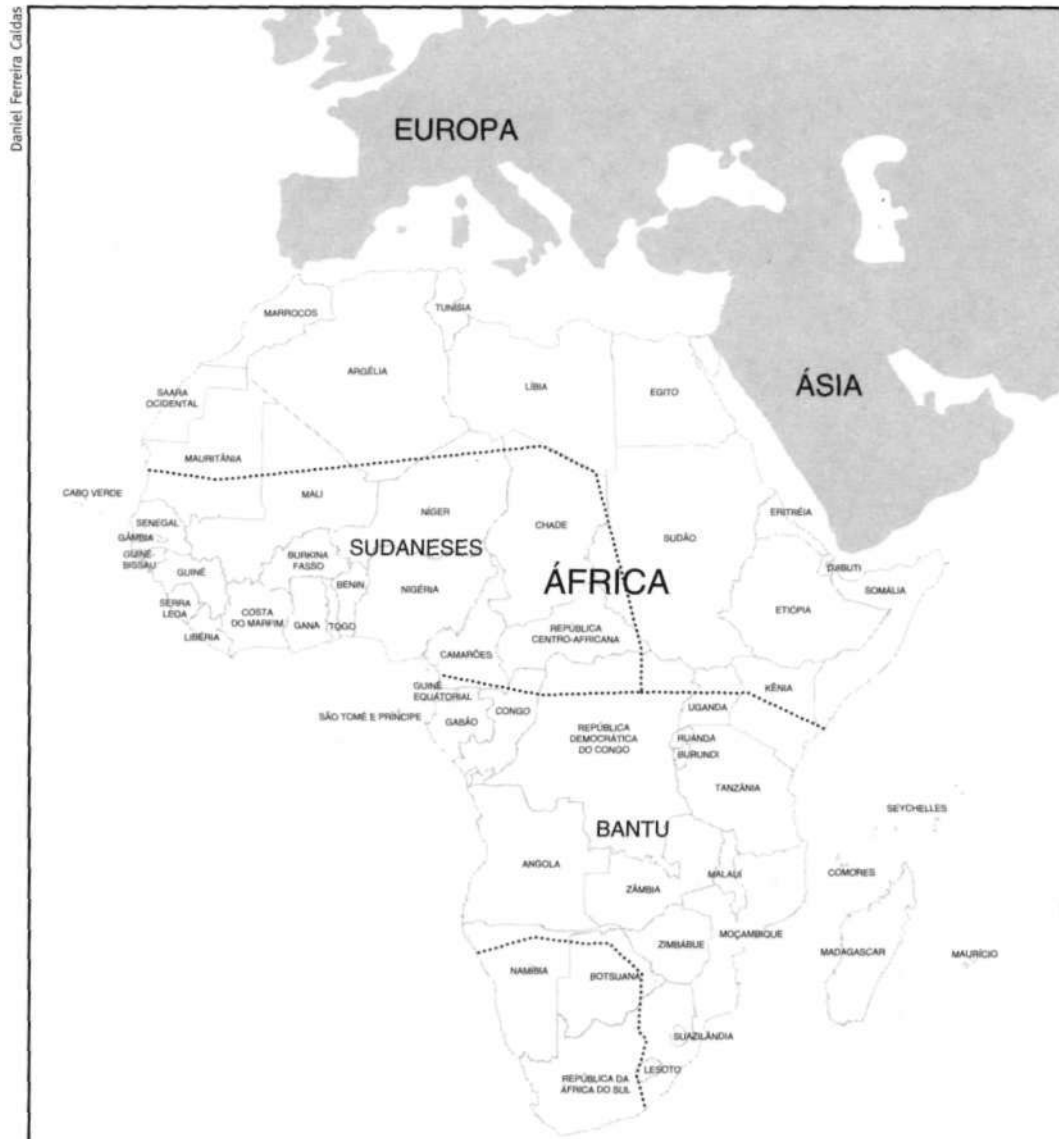 Daniel Ferreira Caldas
EUROPA
ÁSIA
MARROCOS
TUNÍSIA
ARGÉLIA
LÍBIA
EGITO
SAARA
OCIDENTAL
MAURITÂNIA
CABO VERDE
MALI
NÍGER
CHADE
SUDÃO
ERITRÉIA
SENEGAL
GÂMBIA
GUINÉ
BISSAU
GUINÉ
BURKINA
FASSO
SUDANESES
ÁFRICA
DJIBUTI
SOMÁLIA
SERRA
LEOA
LIBÉRIA
COSTA
DO MARFIM
GANA
TOGO
BENIN
NIGÉRIA
ETIÓPIA
REPÚBLICA
CENTRO-AFRICANA
CAMARÕES
GUINÉ
EQUATORIAL
SÃO TOMÉ E PRÍNCIPE
GABÃO
CONGO
REPÚBLICA
DEMOCRÁTICA
DO CONGO
UGANDA
KÊNIA
RUANDA
BURUNDI
TANZÂNIA
SEYCHELLES
BANTU
ANGOLA
ZÂMBIA
MALAUI
COMORES
MOÇAMBIQUE
ZIMBÁBUE
MADAGASCAR
MAURÍCIO
NAMÍBIA
BOTSUANA
SUAZILÂNDIA
LESOTO
REPÚBLICA DA
ÁFRICA DO SUL